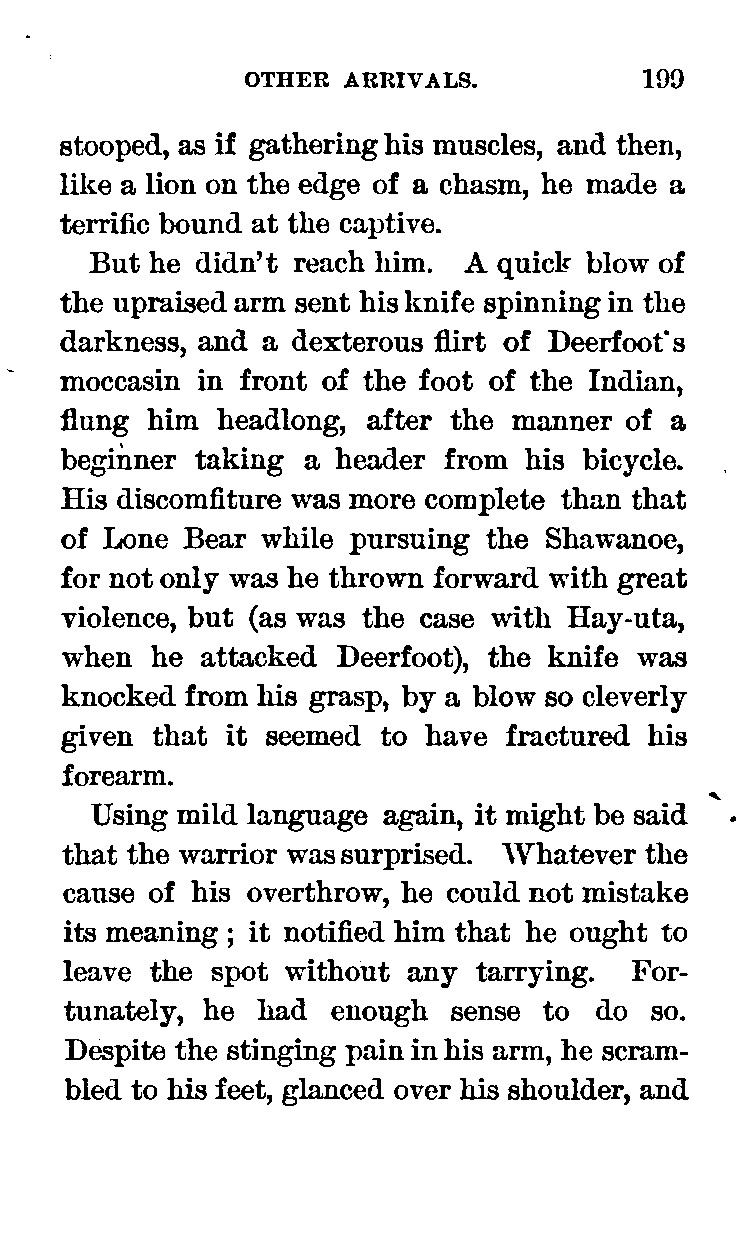 OTHER ARRIVALS. 199
stooped, as if gathering his muscles, and then,
like a lion on the edge of a chasm, he made a
terrific bound at the captive.
But he didn't reach him. A quick blow of
the upraised arm sent his knife spinning in the
darkness, and a dexterous flirt of Deerfoot's
moccasin in front of the foot of the Indian,
flung him headlong, after the manner of a
beginner taking a header from his bicycle.
His discomfiture was more complete than that
of Lone Bear while pursuing the Shawanoe,
for not only was he thrown forward with great
violence, but (as was the case with Hay-uta,
when he attacked Deerfoot), the knife was
knocked from his grasp, by a blow so cleverly
given that it seemed to have fractured his
forearm.
Using mild language again, it might be said
that the warrior was surprised. Whatever the
cause of his overthrow, he could not mistake
its meaning ; it notified him that he ought to
leave the spot without any tarrying. For-
tunately, he had enough sense to do so.
Despite the stinging pain in his arm, he scram-
bled to his feet, glanced over his shoulder, and